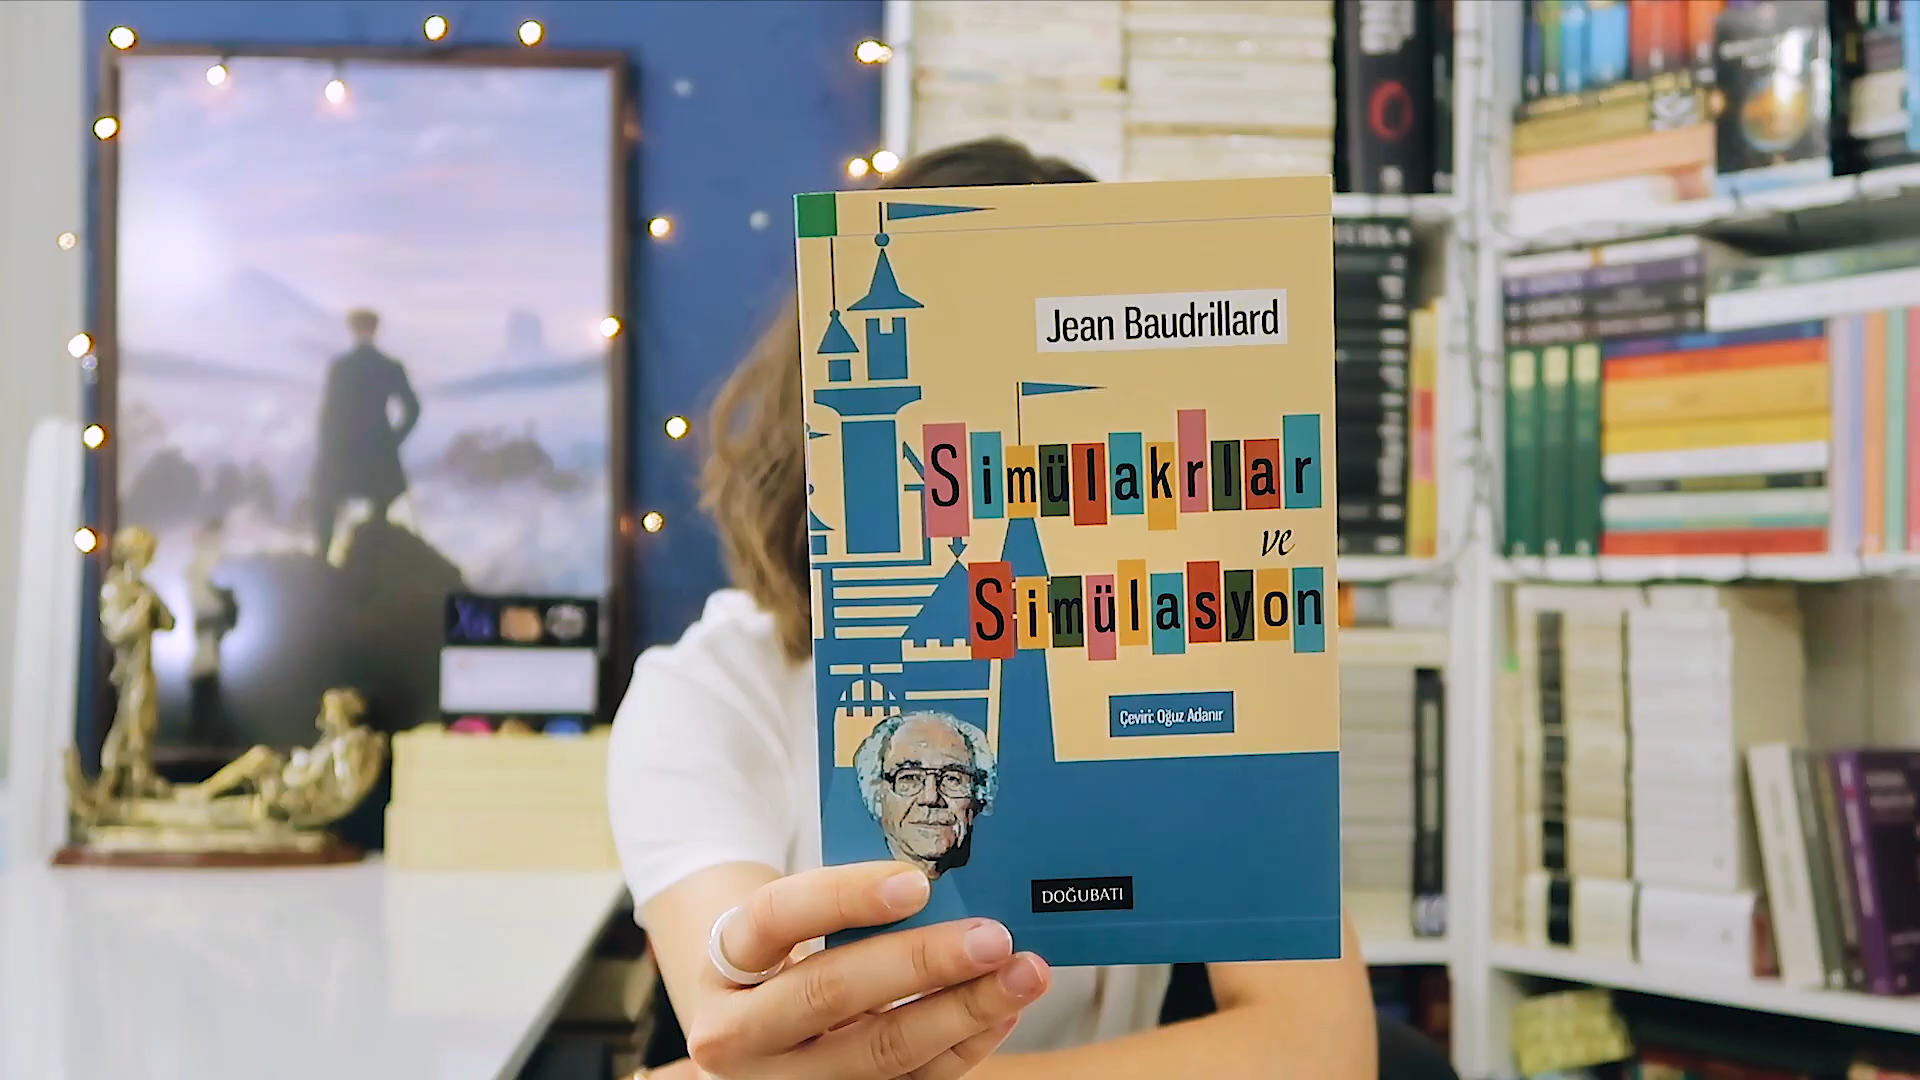 Jean Baudrillard
Simülakrlar
ve
Simülasyon
Çeviri: Oğuz Adanır
DOĞUBATI